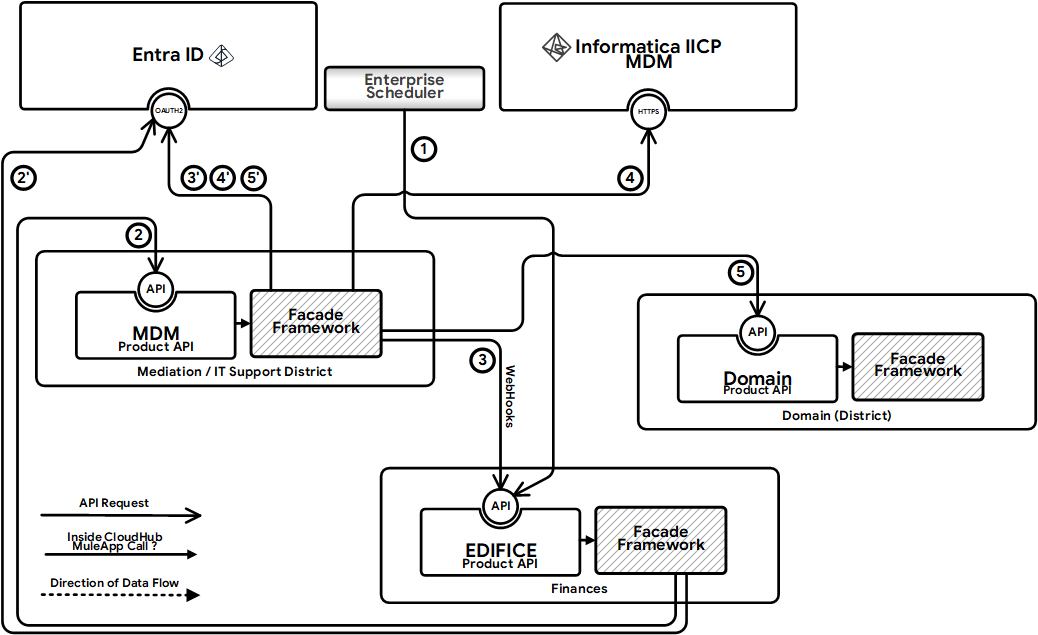 Entra ID
OAUTH2
Enterprise
Scheduler
Informatica IICP
MDM
HTTPS
1
2'
3' 4' 5'
4
2
API
MDM
Product API
Facade
Framework
Mediation / IT Support District
3
WebHooks
5
API
Domain
Product API
Facade
Framework
Domain (District)
API
EDIFICE
Product API
Facade
Framework
Finances
API Request
Inside CloudHub
MuleApp Call ?
Direction of Data Flow